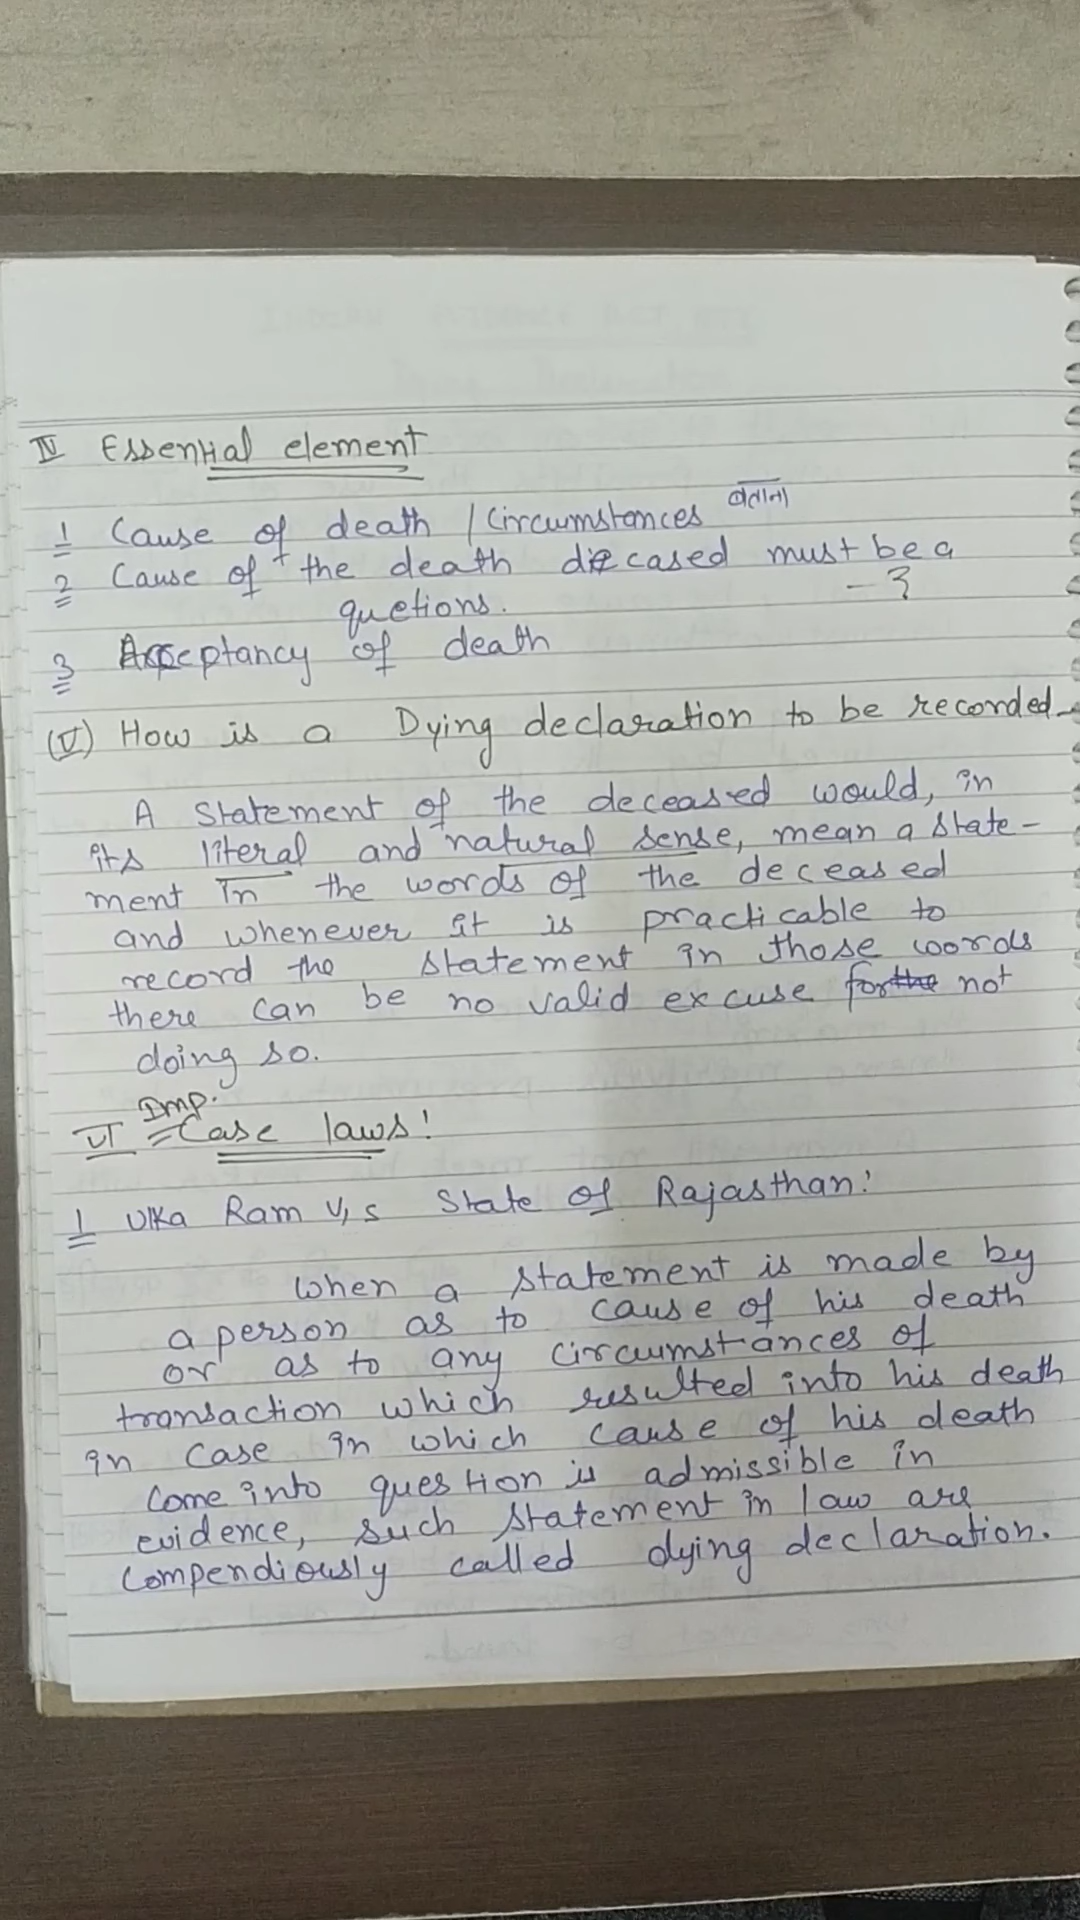 IV Essential element
1 Cause of death / Circumstances बताना
2 Cause of the death diecased must be a
quetions. - ?
3 Acceptancy of death
(V) How is a Dying declaration to be recorded-
A statement of the deceased would, in
its literal and natural sense, mean a state-
ment in the words of the deceased
and whenever it is practicable to
record the statement in those words
there can be no valid excuse for the not
doing so.
Imp.
VI Case laws!
1 Ulka Ram V/s State of Rajasthan:
When a statement is made by
a person as to cause of his death
or as to any circumstances of
transaction which resulted into his death
in case in which cause of his death
come into question is admissible in
evidence, such statement in law are
compendiously called dying declaration.